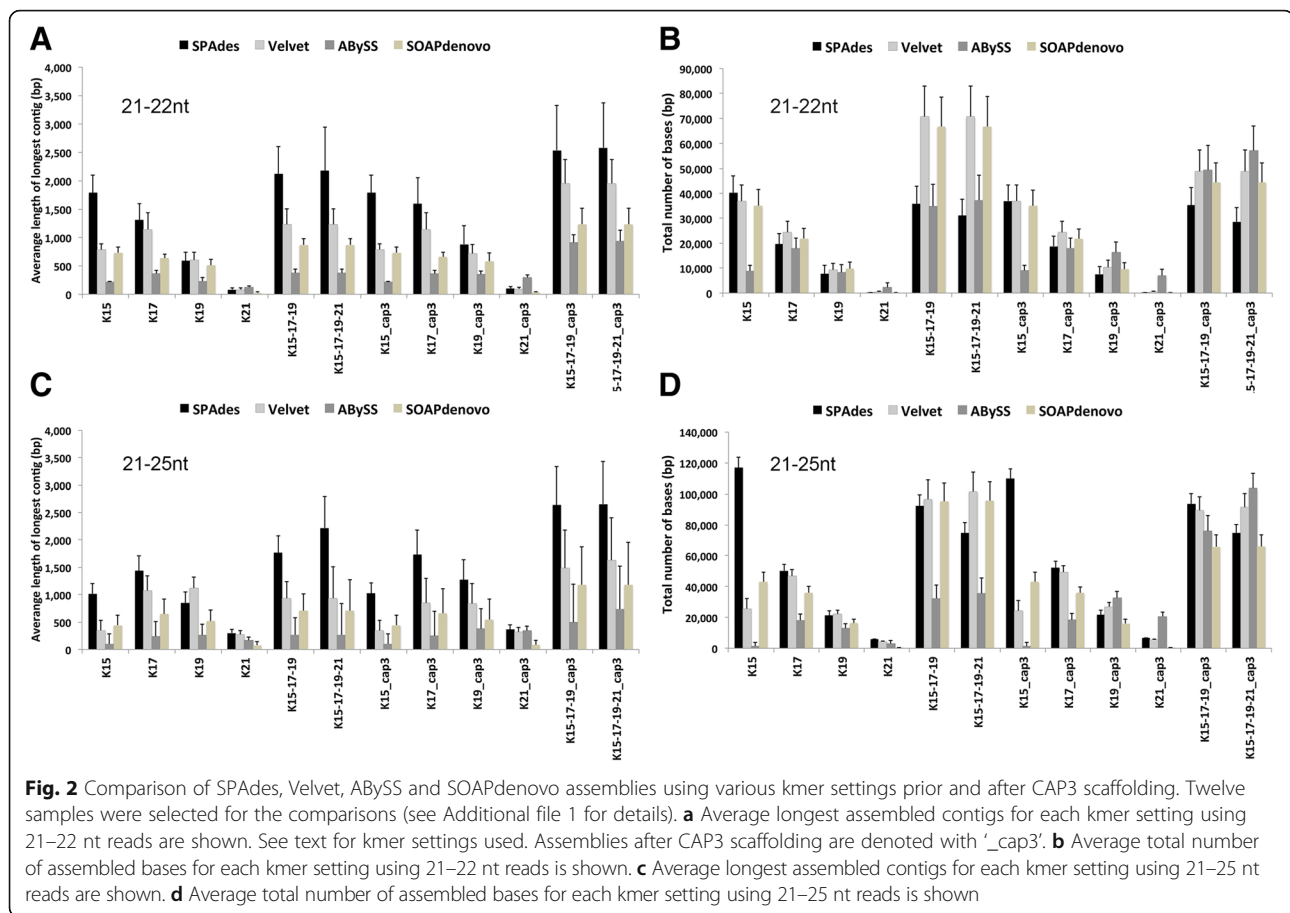 A
SPAdes Velvet ABySS SOAPdenovo
Average length of longest contig (bp)
4,000
3,500
3,000
2,500
2,000
1,500
1,000
500
0
21-22nt
K15
K17
K19
K21
K15-17-19
K15-17-19-21
K15_cap3
K17_cap3
K19_cap3
K21_cap3
K15-17-19_cap3
5-17-19-21_cap3
B
SPAdes Velvet ABySS SOAPdenovo
Total number of bases (bp)
90,000
80,000
70,000
60,000
50,000
40,000
30,000
20,000
10,000
0
21-22nt
K15
K17
K19
K21
K15-17-19
K15-17-19-21
K15_cap3
K17_cap3
K19_cap3
K21_cap3
K15-17-19_cap3
.5-17-19-21_cap3
C
SPAdes Velvet ABySS SOAPdenovo
Average length of longest contig (bp)
4,000
3,500
3,000
2,500
2,000
1,500
1,000
500
0
21-25nt
K15
K17
K19
K21
K15-17-19
K15-17-19-21
K15_cap3
K17_cap3
K19_cap3
K21_cap3
K15-17-19_cap3
K15-17-19-21_cap3
D
SPAdes Velvet ABySS SOAPdenovo
Total number of bases (bp)
140,000
120,000
100,000
80,000
60,000
40,000
20,000
0
21-25nt
K15
K17
K19
K21
K15-17-19
K15-17-19-21
K15_cap3
K17_cap3
K19_cap3
K21_cap3
K15-17-19_cap3
K15-17-19-21_cap3
Fig. 2 Comparison of SPAdes, Velvet, ABySS and SOAPdenovo assemblies using various kmer settings prior and after CAP3 scaffolding. Twelve
samples were selected for the comparisons (see Additional file 1 for details). a Average longest assembled contigs for each kmer setting using
21–22 nt reads are shown. See text for kmer settings used. Assemblies after CAP3 scaffolding are denoted with ‘_cap3’. b Average total number
of assembled bases for each kmer setting using 21–22 nt reads is shown. c Average longest assembled contigs for each kmer setting using 21–25 nt
reads are shown. d Average total number of assembled bases for each kmer setting using 21–25 nt reads is shown